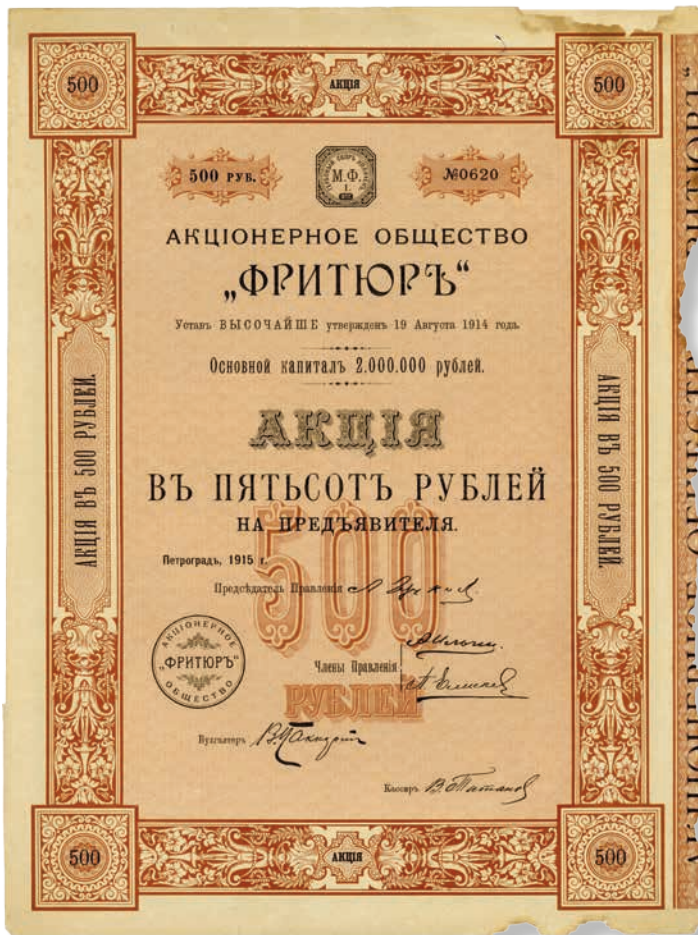 500
АКЦІЯ
500
500 РУБ.
М.Ф.
I.
№0620
АКЦІОНЕРНОЕ ОБЩЕСТВО
„ФРИТЮРЪ“
Уставъ ВЫСОЧАЙШЕ утвержденъ 19 Августа 1914 года.
Основной капиталъ 2.000.000 рублей.
АКЦІЯ
ВЪ ПЯТЬСОТЪ РУБЛЕЙ
НА ПРЕДЪЯВИТЕЛЯ.
500
РУБЛЕЙ
АКЦІЯ ВЪ 500 РУБЛЕЙ.
АКЦІЯ ВЪ 500 РУБЛЕЙ.
Петроградъ, 1915 г.
Предсѣдатель Правленія
АКЦІОНЕРНОЕ
„ФРИТЮРЪ“
ОБЩЕСТВО
Члены Правленія
Бухгалтеръ
Кассиръ
500
АКЦІЯ
500